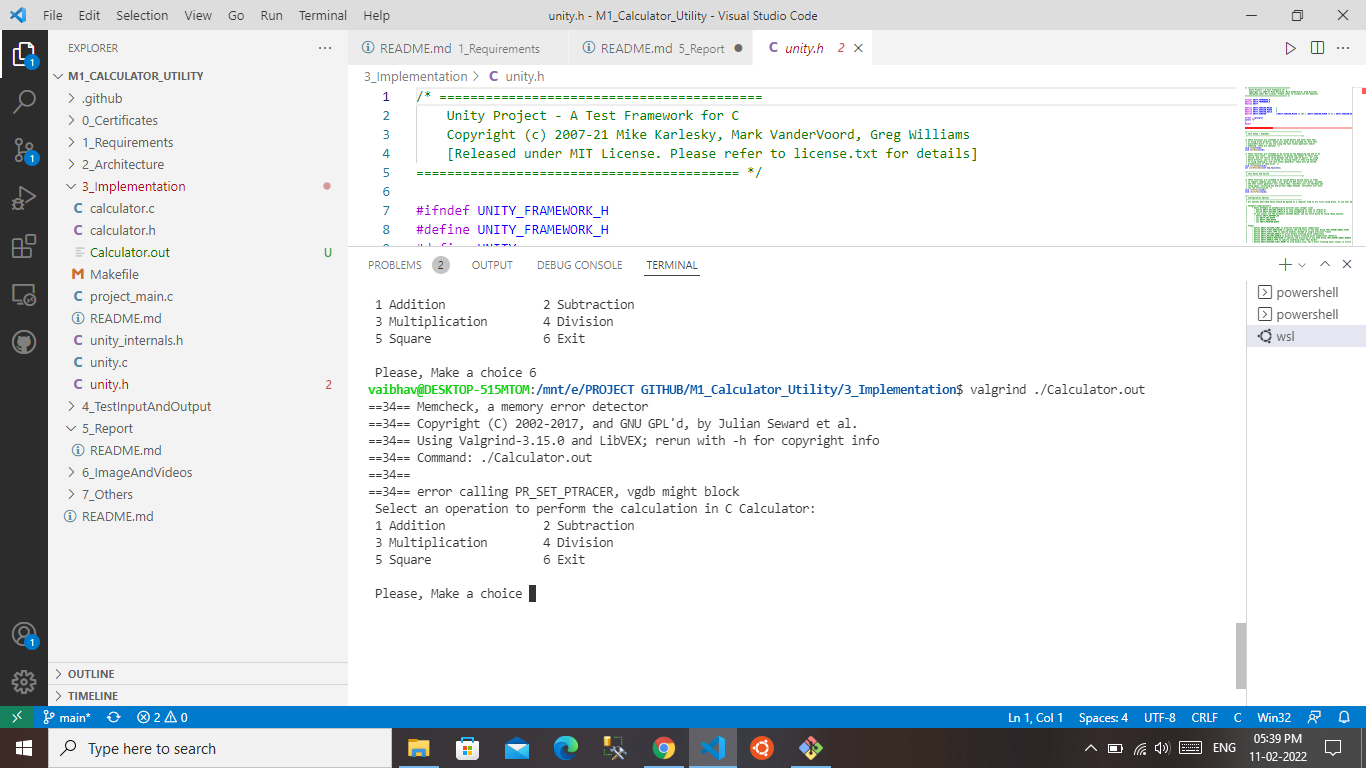 File Edit Selection View Go Run Terminal Help unity.h - M1_Calculator_Utility - Visual Studio Code
EXPLORER ···
README.md 1_Requirements README.md 5_Report ● unity.h 2 ×
M1_CALCULATOR_UTILITY
3_Implementation > C unity.h
.github
0_Certificates
1_Requirements
2_Architecture
3_Implementation
C calculator.c
C calculator.h
Calculator.out U
M Makefile
C project_main.c
README.md
C unity_internals.h
C unity.c
C unity.h 2
4_TestInputAndOutput
5_Report
README.md
6_ImageAndVideos
7_Others
README.md
OUTLINE
TIMELINE
1 /* ==========================================
2 Unity Project - A Test Framework for C
3 Copyright (c) 2007-21 Mike Karlesky, Mark VanderVoord, Greg Williams
4 [Released under MIT License. Please refer to license.txt for details]
5 ========================================== */
6
7 #ifndef UNITY_FRAMEWORK_H
8 #define UNITY_FRAMEWORK_H
9 #define UNITY
PROBLEMS 2 OUTPUT DEBUG CONSOLE TERMINAL
1 Addition 2 Subtraction
3 Multiplication 4 Division
5 Square 6 Exit
Please, Make a choice 6
vaibhav@DESKTOP-515MTOM:/mnt/e/PROJECT GITHUB/M1_Calculator_Utility/3_Implementation$ valgrind ./Calculator.out
==34== Memcheck, a memory error detector
==34== Copyright (C) 2002-2017, and GNU GPL'd, by Julian Seward et al.
==34== Using Valgrind-3.15.0 and LibVEX; rerun with -h for copyright info
==34== Command: ./Calculator.out
==34==
==34== error calling PR_SET_PTRACER, vgdb might block
Select an operation to perform the calculation in C Calculator:
1 Addition 2 Subtraction
3 Multiplication 4 Division
5 Square 6 Exit
Please, Make a choice
powershell
powershell
wsl
1
1
1
main* 2 0 Ln 1, Col 1 Spaces: 4 UTF-8 CRLF C Win32
Type here to search
ENG
05:39 PM
11-02-2022